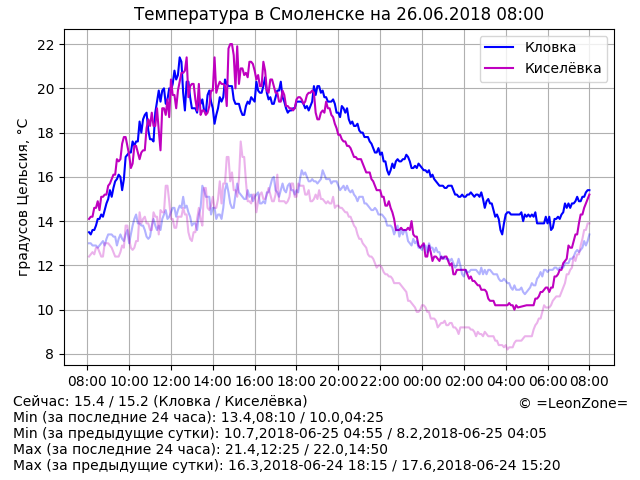 Температура в Смоленске на 26.06.2018 08:00
Кловка
Киселёвка
градусов Цельсия, °C
22
20
18
16
14
12
10
8
08:00 10:00 12:00 14:00 16:00 18:00 20:00 22:00 00:00 02:00 04:00 06:00 08:00
Сейчас: 15.4 / 15.2 (Кловка / Киселёвка)
© =LeonZone=
Min (за последние 24 часа): 13.4,08:10 / 10.0,04:25
Min (за предыдущие сутки): 10.7,2018-06-25 04:55 / 8.2,2018-06-25 04:05
Max (за последние 24 часа): 21.4,12:25 / 22.0,14:50
Max (за предыдущие сутки): 16.3,2018-06-24 18:15 / 17.6,2018-06-24 15:20